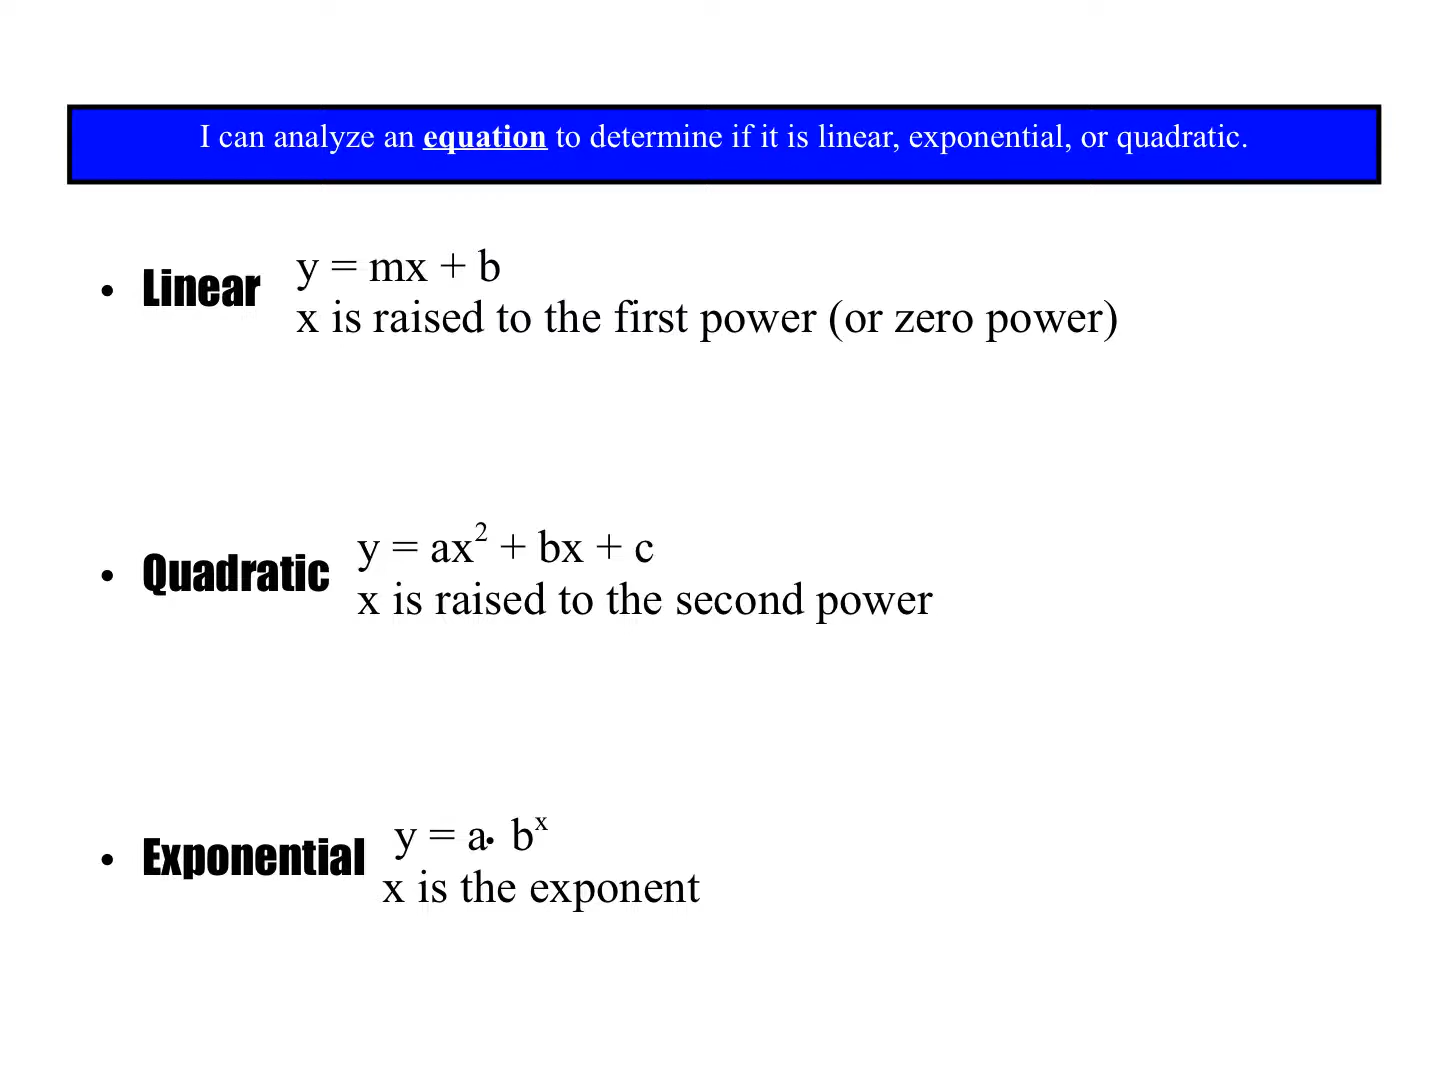 I can analyze an equation to determine if it is linear, exponential, or quadratic.
• Linear y = mx + b
x is raised to the first power (or zero power)
• Quadratic y = ax² + bx + c
x is raised to the second power
• Exponential y = a• bˣ
x is the exponent